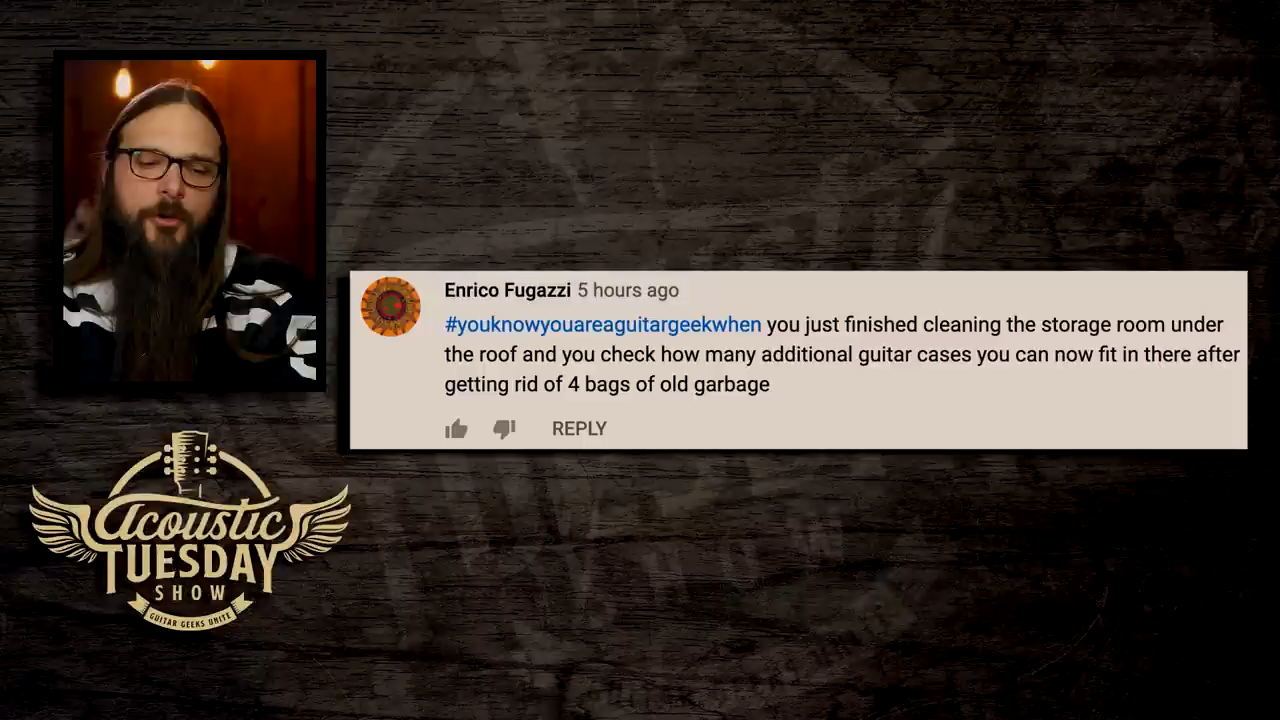 Enrico Fugazzi 5 hours ago
#youknowyouareaguitargeekwhen you just finished cleaning the storage room under
the roof and you check how many additional guitar cases you can now fit in there after
getting rid of 4 bags of old garbage
REPLY
Acoustic
TUESDAY
SHOW
GUITAR GEEKS UNITE